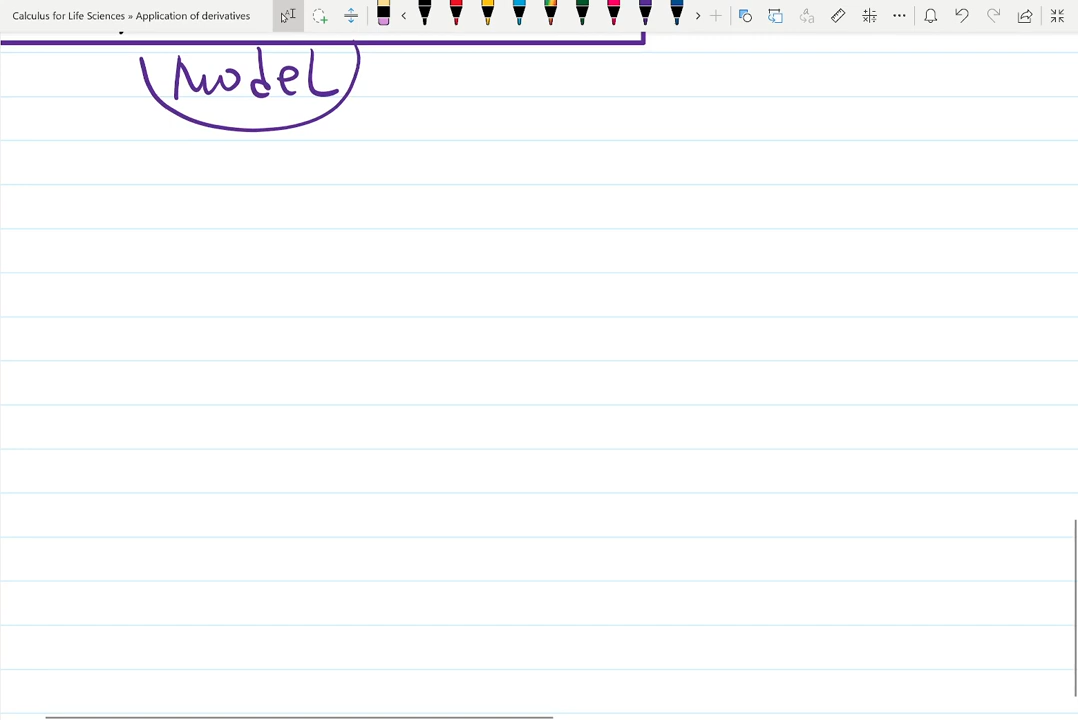 Calculus for Life Sciences » Application of derivatives
Model